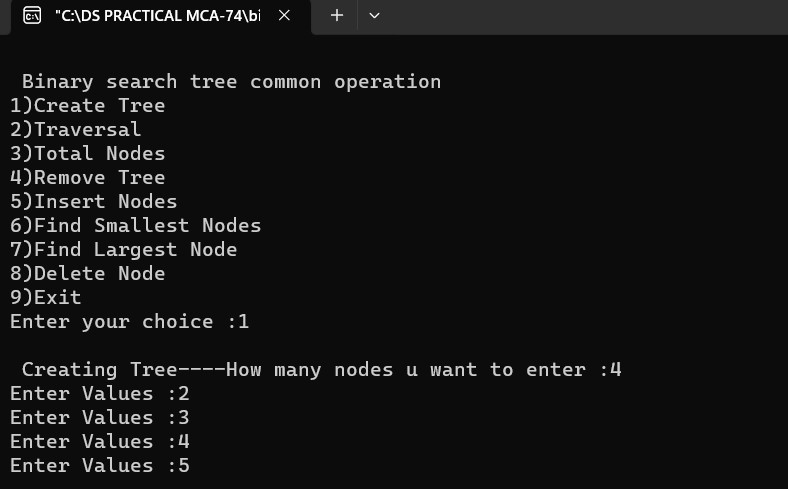 "C:\DS PRACTICAL MCA-74\bi
Binary search tree common operation
1)Create Tree
2)Traversal
3)Total Nodes
4)Remove Tree
5)Insert Nodes
6)Find Smallest Nodes
7)Find Largest Node
8)Delete Node
9)Exit
Enter your choice :1
Creating Tree----How many nodes u want to enter :4
Enter Values :2
Enter Values :3
Enter Values :4
Enter Values :5